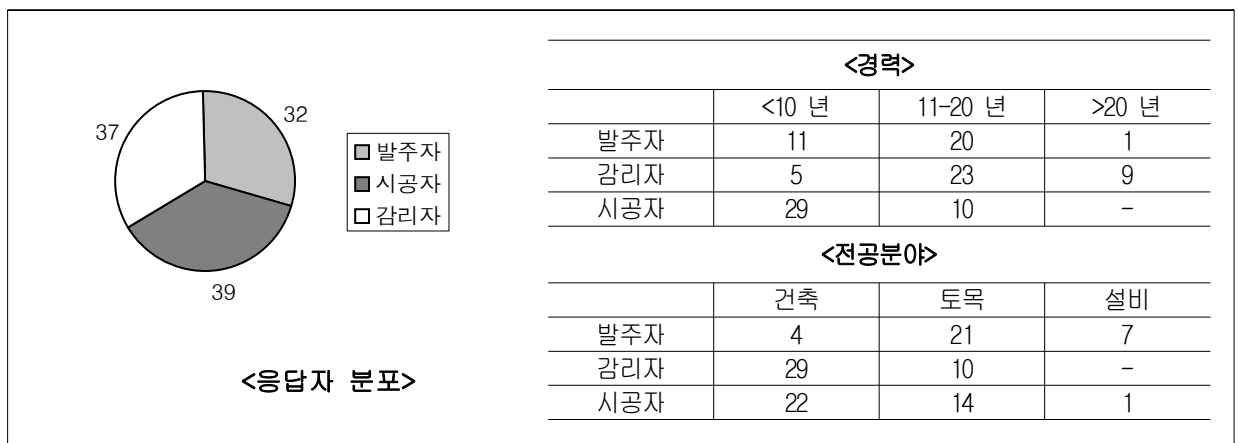 37
32
39
발주자
시공자
감리자
<응답자 분포>
<경력>
<10 년 11-20 년 >20 년
발주자 11 20 1
감리자 5 23 9
시공자 29 10 -
<전공분야>
건축 토목 설비
발주자 4 21 7
감리자 29 10 -
시공자 22 14 1